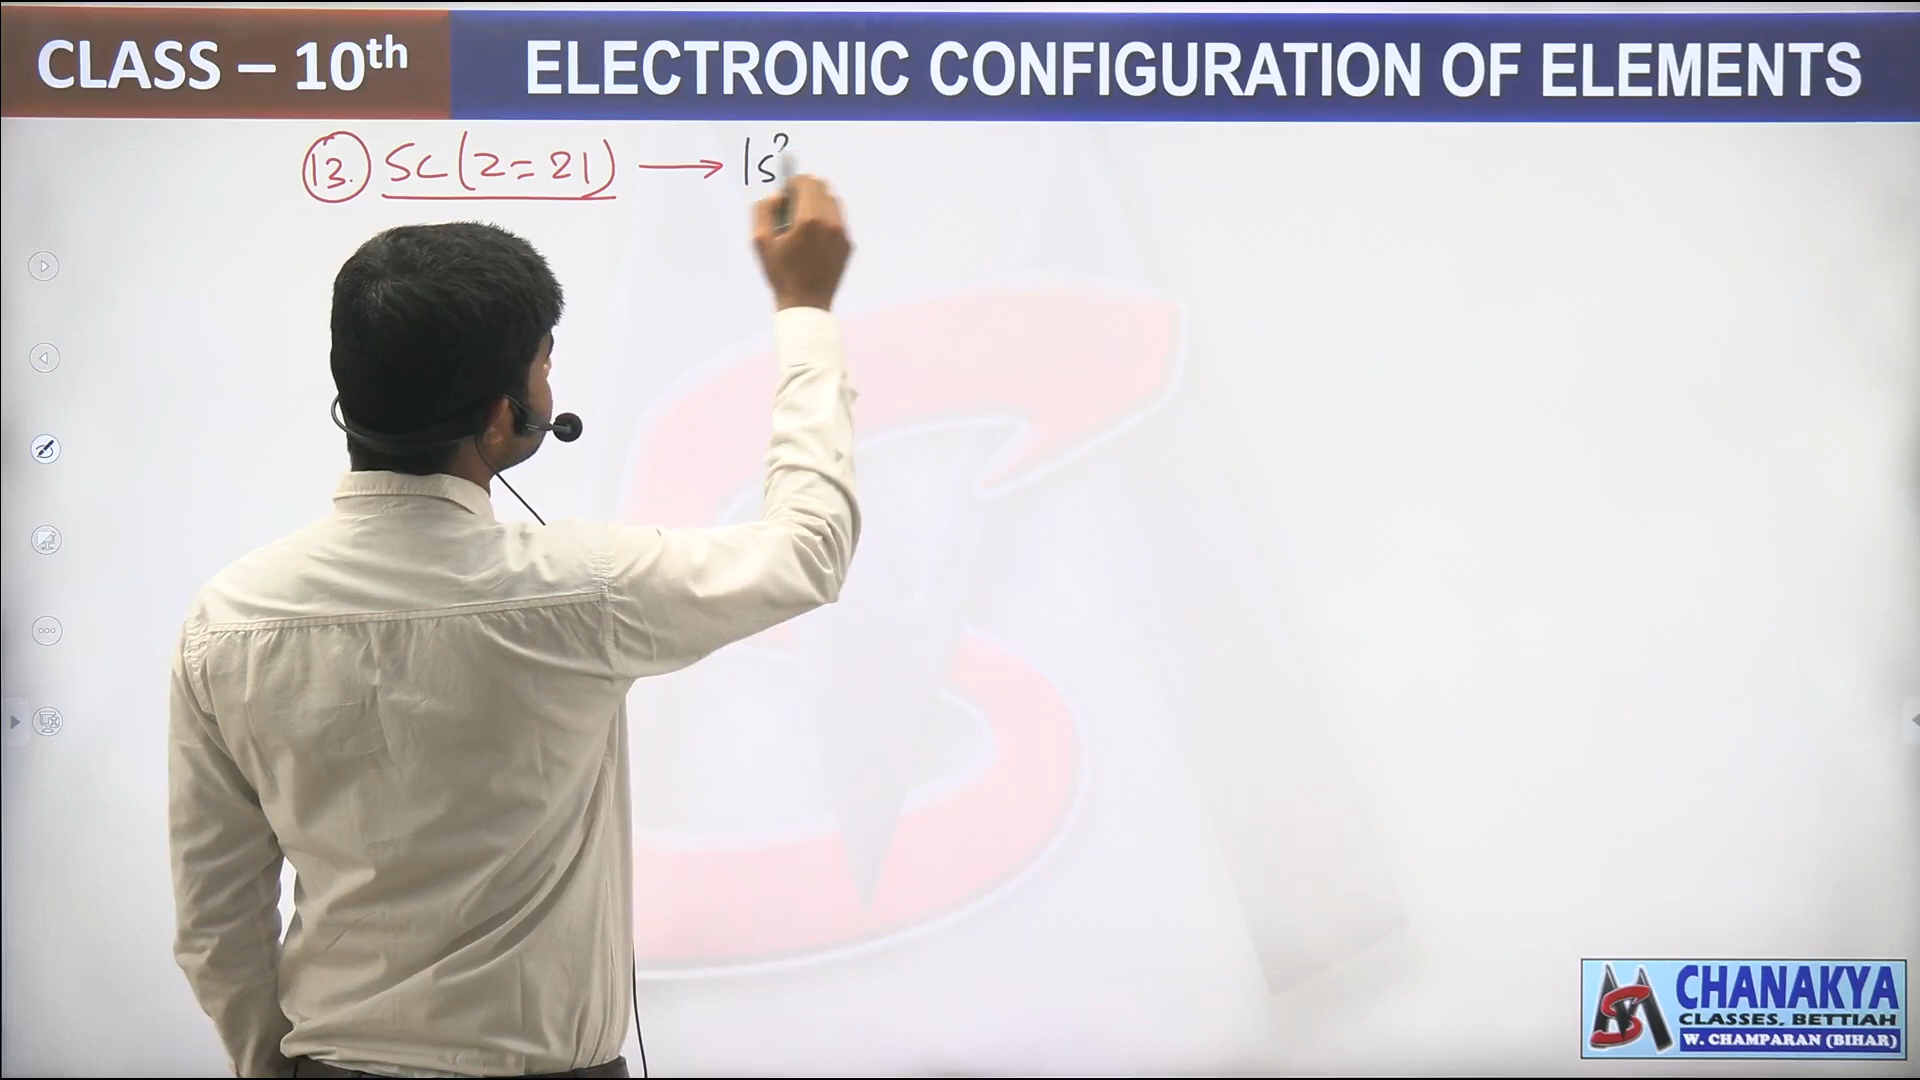 CLASS – 10th
ELECTRONIC CONFIGURATION OF ELEMENTS
13. Sc (Z=21) → 1s²
CHANAKYA
CLASSES, BETTIAH
W. CHAMPARAN (BIHAR)